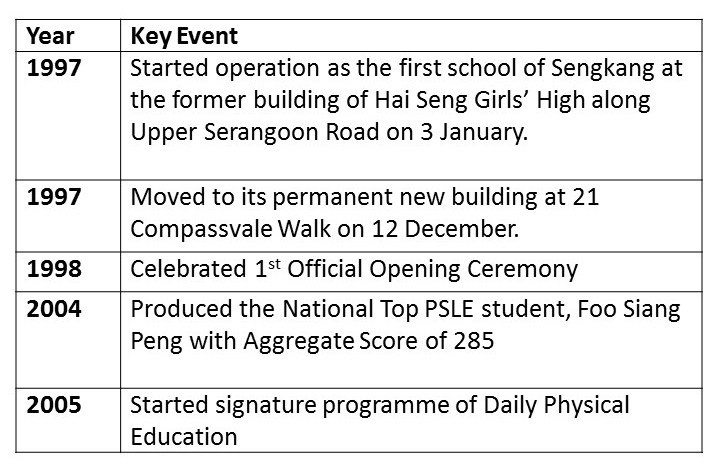 Year Key Event
1997 Started operation as the first school of Sengkang at
the former building of Hai Seng Girls’ High along
Upper Serangoon Road on 3 January.
1997 Moved to its permanent new building at 21
Compassvale Walk on 12 December.
1998 Celebrated 1st Official Opening Ceremony
2004 Produced the National Top PSLE student, Foo Siang
Peng with Aggregate Score of 285
2005 Started signature programme of Daily Physical
Education